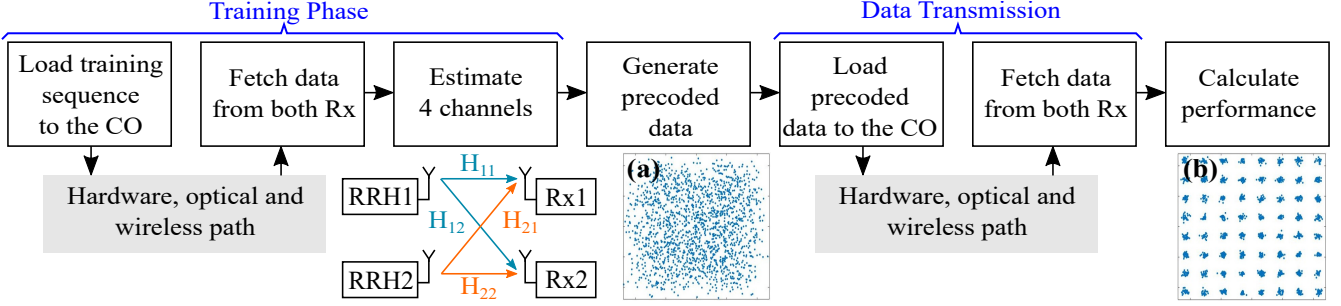 Training Phase
Data Transmission
Load training
sequence
to the CO
Fetch data
from both Rx
Estimate
4 channels
Generate
precoded
data
Load
precoded
data to the CO
Fetch data
from both Rx
Calculate
performance
Hardware, optical and
wireless path
RRH1
H11
Rx1
H12
H21
RRH2
H22
Rx2
(a)
Hardware, optical and
wireless path
(b)